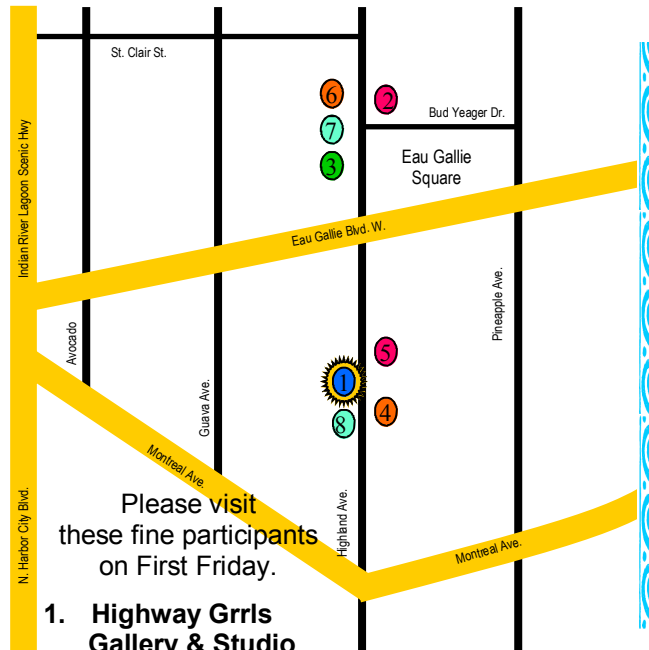 St. Clair St.
6
2
7
Bud Yeager Dr.
3
Eau Gallie
Square
Indian River Lagoon Scenic Hwy
Eau Gallie Blvd. W.
Pineapple Ave.
Avocado
5
1
Guava Ave.
4
8
Montreal Ave.
N. Harbor City Blvd.
Highland Ave.
Montreal Ave.
Please visit
these fine participants
on First Friday.
1. Highway Grrls
Gallery & Studio